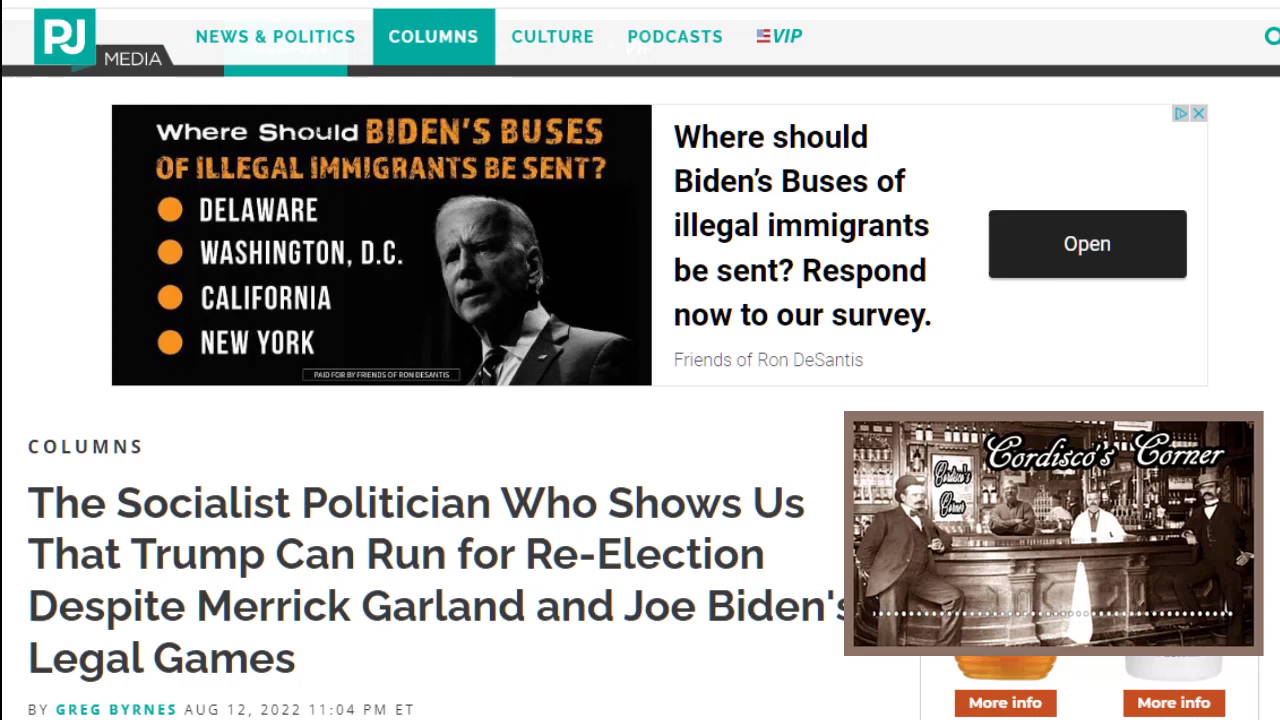 PJ
MEDIA
NEWS & POLITICS
COLUMNS
CULTURE
PODCASTS
VIP
Where Should BIDEN'S BUSES
OF ILLEGAL IMMIGRANTS BE SENT?
DELAWARE
WASHINGTON, D.C.
CALIFORNIA
NEW YORK
PAID FOR BY FRIENDS OF RON DESANTIS
Where should
Biden's Buses of
illegal immigrants
be sent? Respond
now to our survey.
Friends of Ron DeSantis
Open
COLUMNS
The Socialist Politician Who Shows Us
That Trump Can Run for Re-Election
Despite Merrick Garland and Joe Biden's
Legal Games
BY GREG BYRNES AUG 12, 2022 11:04 PM ET
Cordisco's Corner
Cordisco's
Corner
More info
More info